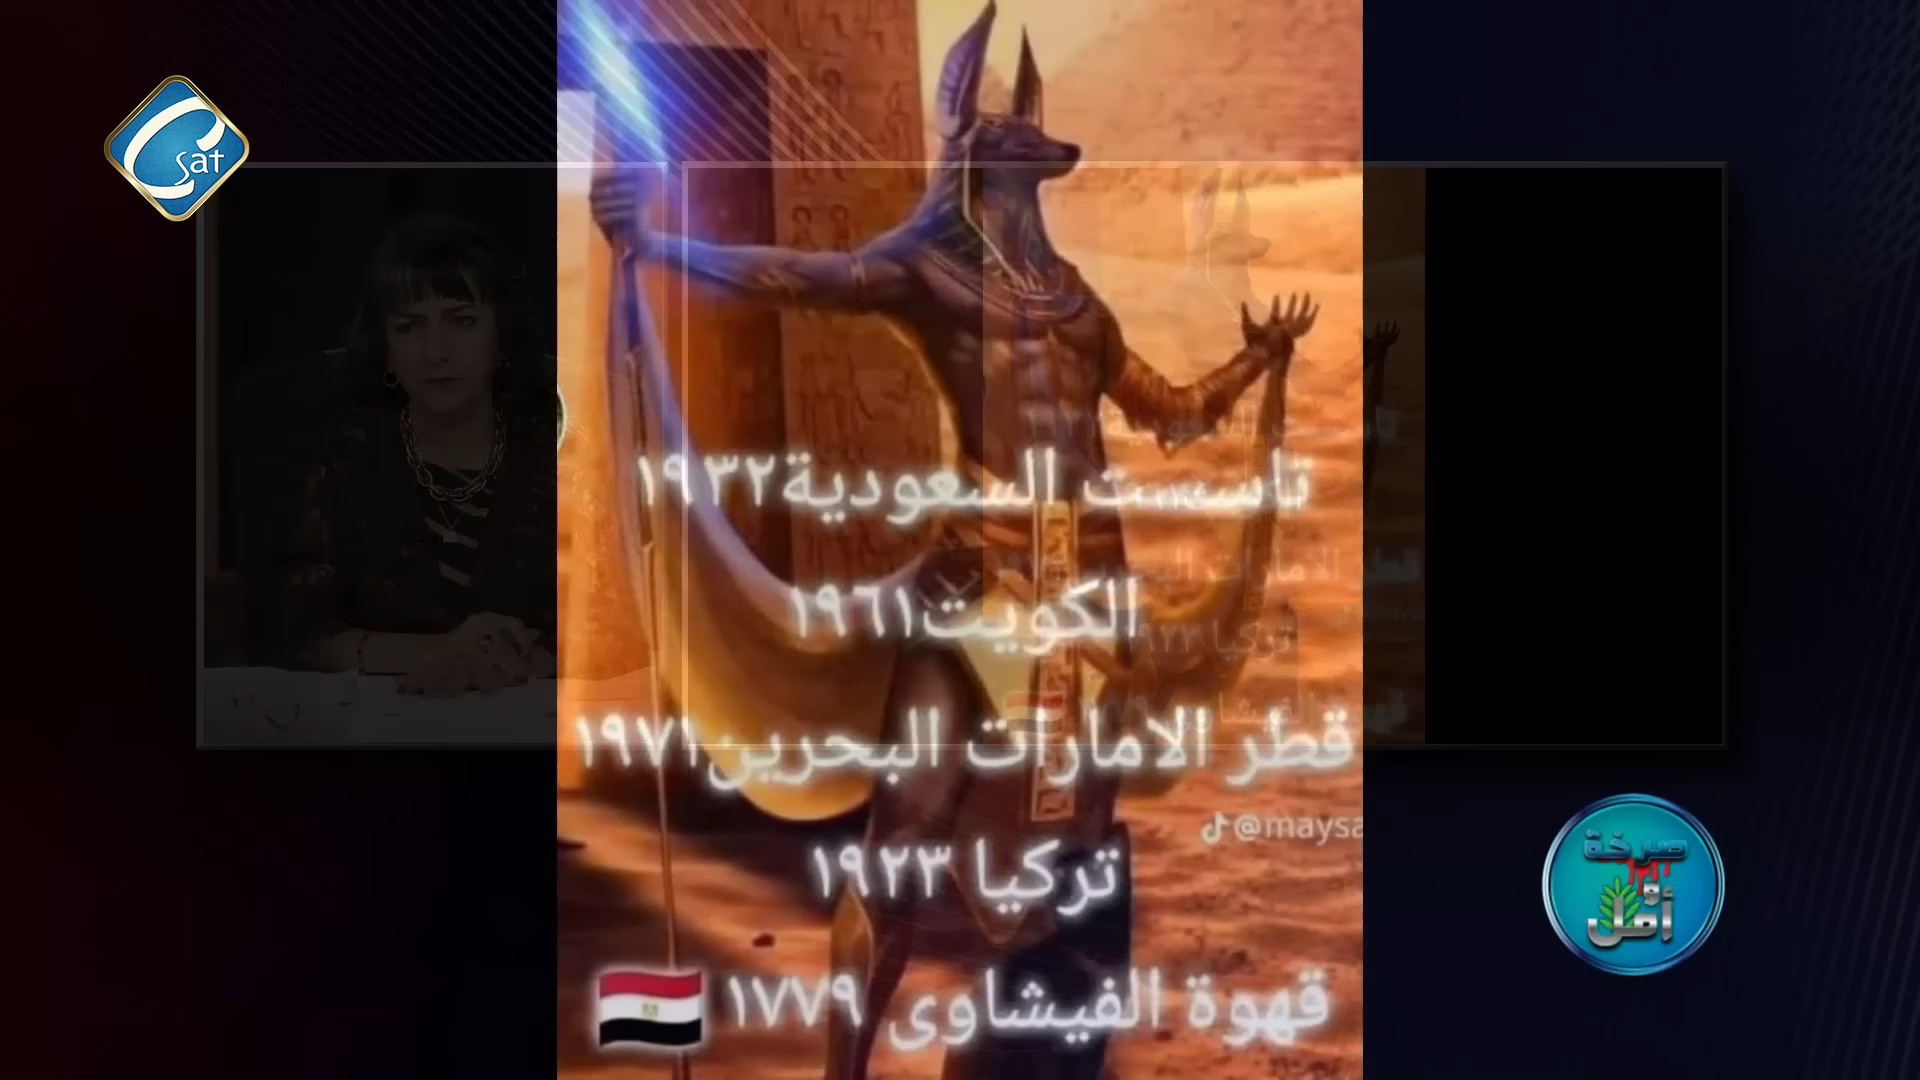 C sat
تاسست السعودية١٩٣٢
الكويت١٩٦١
قطر الامارات البحرين١٩٧١
@maysa
تركيا ١٩٢٣
قهوة الفيشاوى ١٧٧٩
صرخة
و
أمل